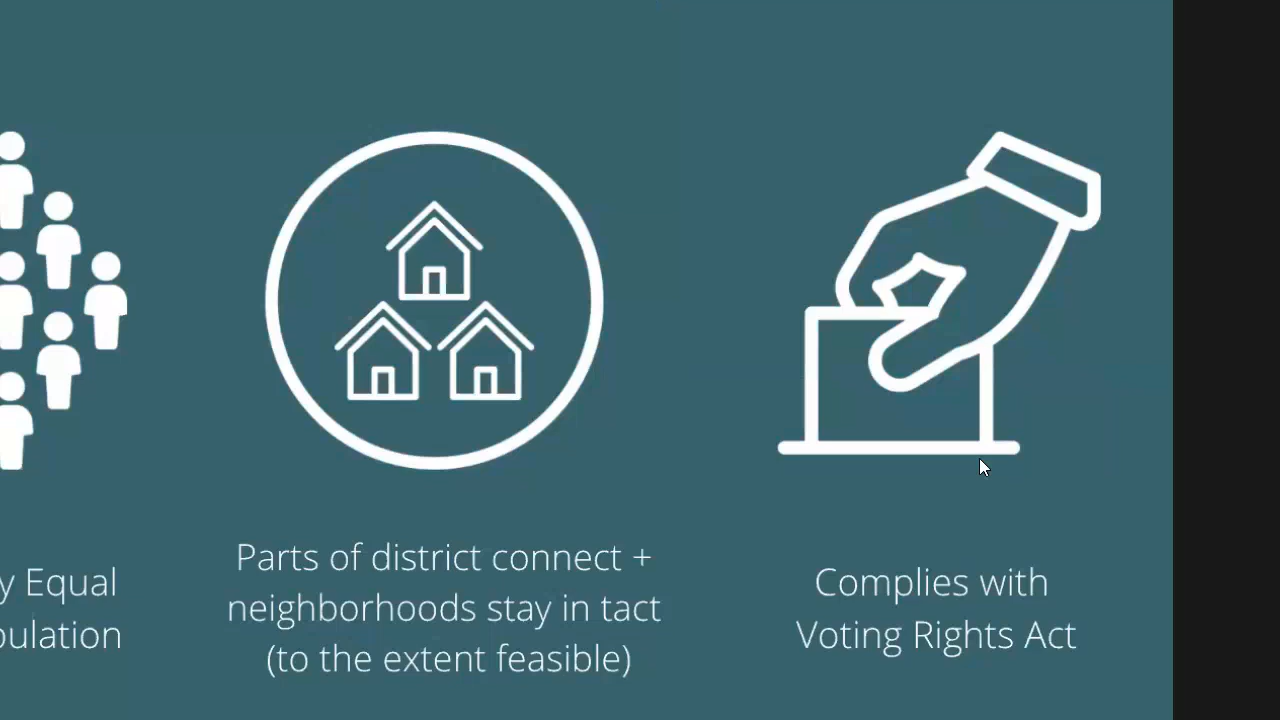 y Equal
pulation
Parts of district connect +
neighborhoods stay in tact
(to the extent feasible)
Complies with
Voting Rights Act